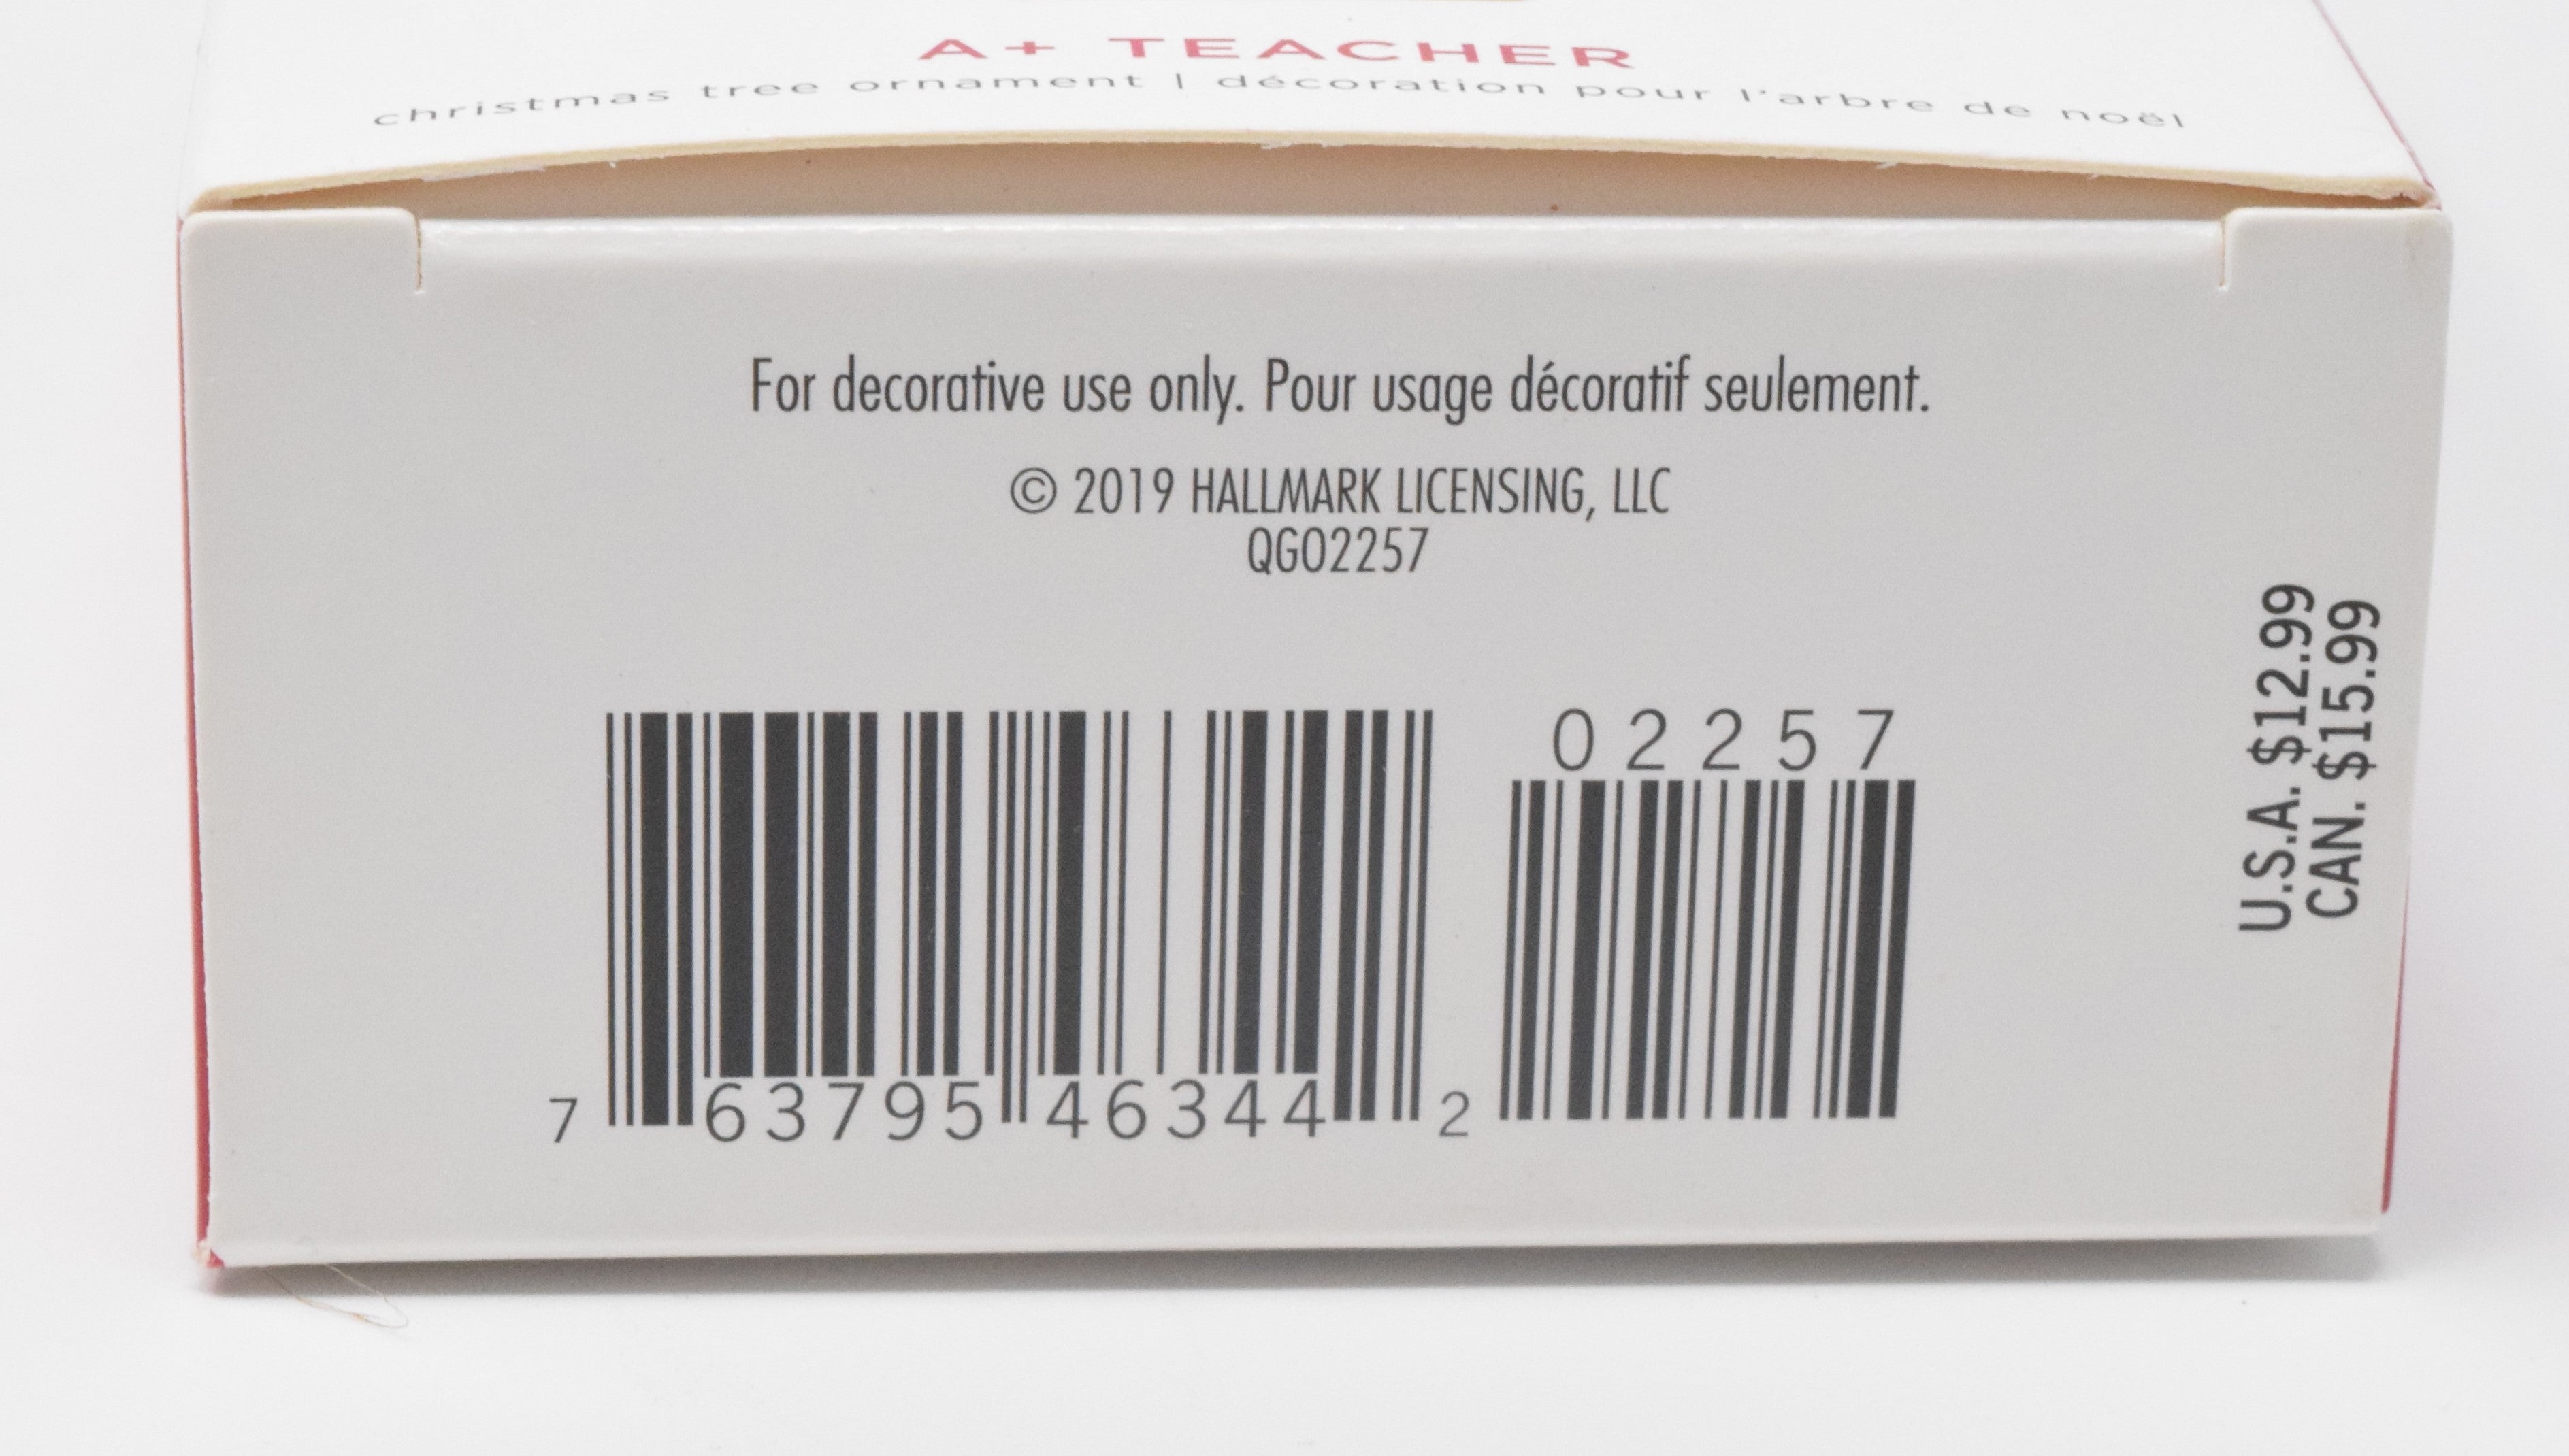 A+ TEACHER
christmas tree ornament | décoration pour l'arbre de noël
For decorative use only. Pour usage décoratif seulement.
© 2019 HALLMARK LICENSING, LLC
QGO2257
02257
7 63795 46344 2
U.S.A. $12.99
CAN. $15.99